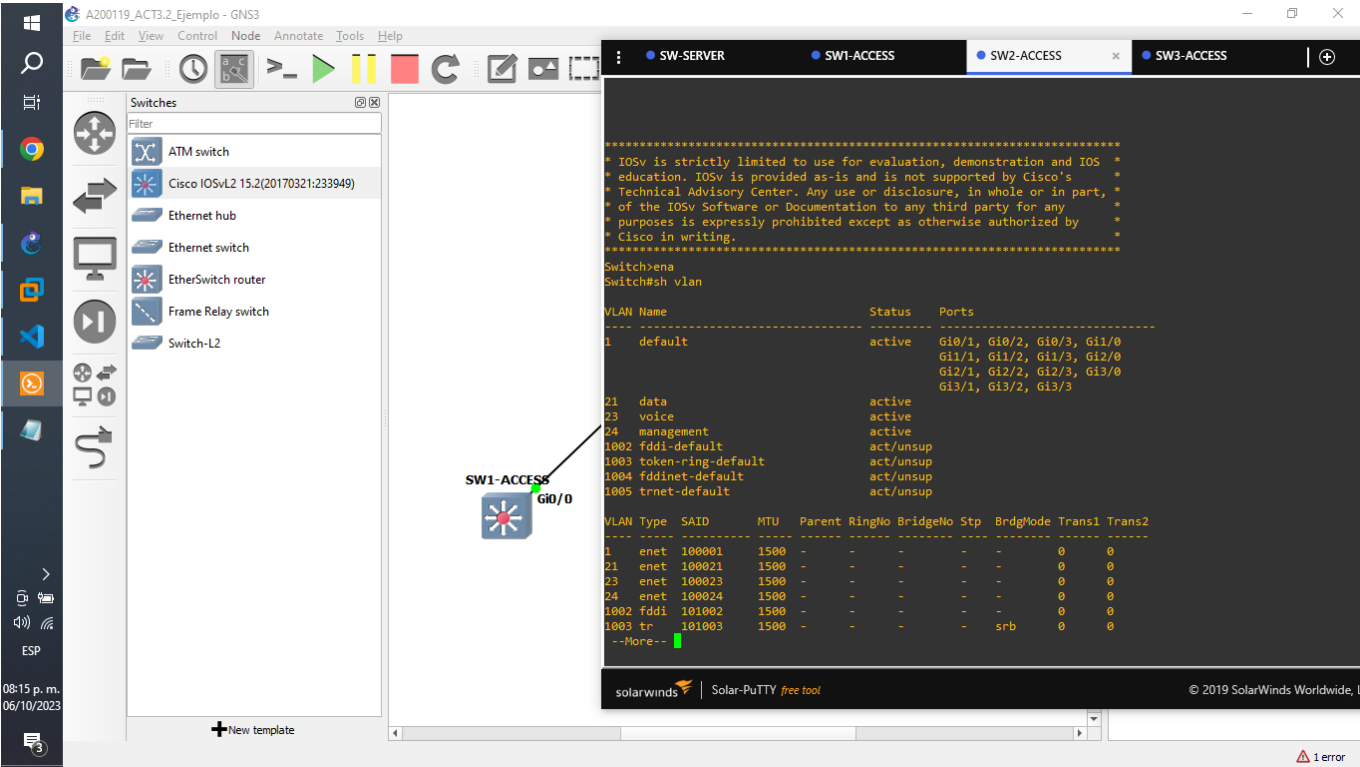 A200119_ACT3.2_Ejemplo - GNS3
File Edit View Control Node Annotate Tools Help
SW-SERVER
SW1-ACCESS
SW2-ACCESS
SW3-ACCESS
Switches
Filter
ATM switch
Cisco IOSvL2 15.2(20170321:233949)
Ethernet hub
Ethernet switch
EtherSwitch router
Frame Relay switch
Switch-L2
New template
SW1-ACCESS
Gi0/0
**************************************************************************
* IOSv is strictly limited to use for evaluation, demonstration and IOS  *
* education. IOSv is provided as-is and is not supported by Cisco's      *
* Technical Advisory Center. Any use or disclosure, in whole or in part, *
* of the IOSv Software or Documentation to any third party for any       *
* purposes is expressly prohibited except as otherwise authorized by     *
* Cisco in writing.                                                      *
**************************************************************************
Switch>ena
Switch#sh vlan
VLAN Name                             Status    Ports
---- -------------------------------- --------- -------------------------------
1    default                          active    Gi0/1, Gi0/2, Gi0/3, Gi1/0
                                                Gi1/1, Gi1/2, Gi1/3, Gi2/0
                                                Gi2/1, Gi2/2, Gi2/3, Gi3/0
                                                Gi3/1, Gi3/2, Gi3/3
21   data                             active
23   voice                            active
24   management                       active
1002 fddi-default                     act/unsup
1003 token-ring-default               act/unsup
1004 fddinet-default                  act/unsup
1005 trnet-default                    act/unsup
VLAN Type  SAID       MTU   Parent RingNo BridgeNo Stp  BrdgMode Trans1 Trans2
---- ----- ---------- ----- ------ ------ -------- ---- -------- ------ ------
1    enet  100001     1500  -      -      -        -    -        0      0
21   enet  100021     1500  -      -      -        -    -        0      0
23   enet  100023     1500  -      -      -        -    -        0      0
24   enet  100024     1500  -      -      -        -    -        0      0
1002 fddi  101002     1500  -      -      -        -    -        0      0
1003 tr    101003     1500  -      -      -        -    srb      0      0
--More--
solarwinds | Solar-PuTTY free tool
© 2019 SolarWinds Worldwide,
ESP
08:15 p. m.
06/10/2023
3
1 error